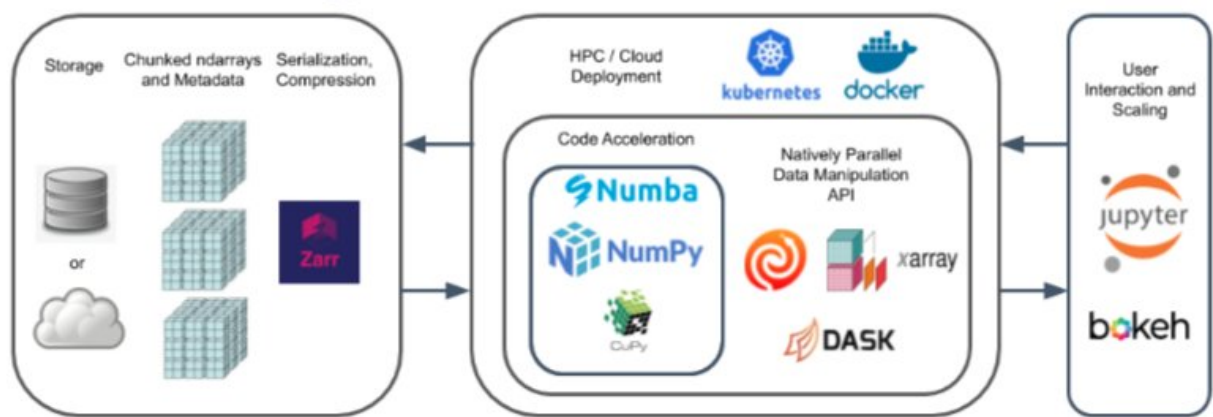 Storage
Chunked ndarrays
and Metadata
Serialization,
Compression
or
Zarr
HPC / Cloud
Deployment
kubernetes
docker
Code Acceleration
Numba
NumPy
CuPy
Natively Parallel
Data Manipulation
API
xarray
DASK
User
Interaction and
Scaling
jupyter
bokeh